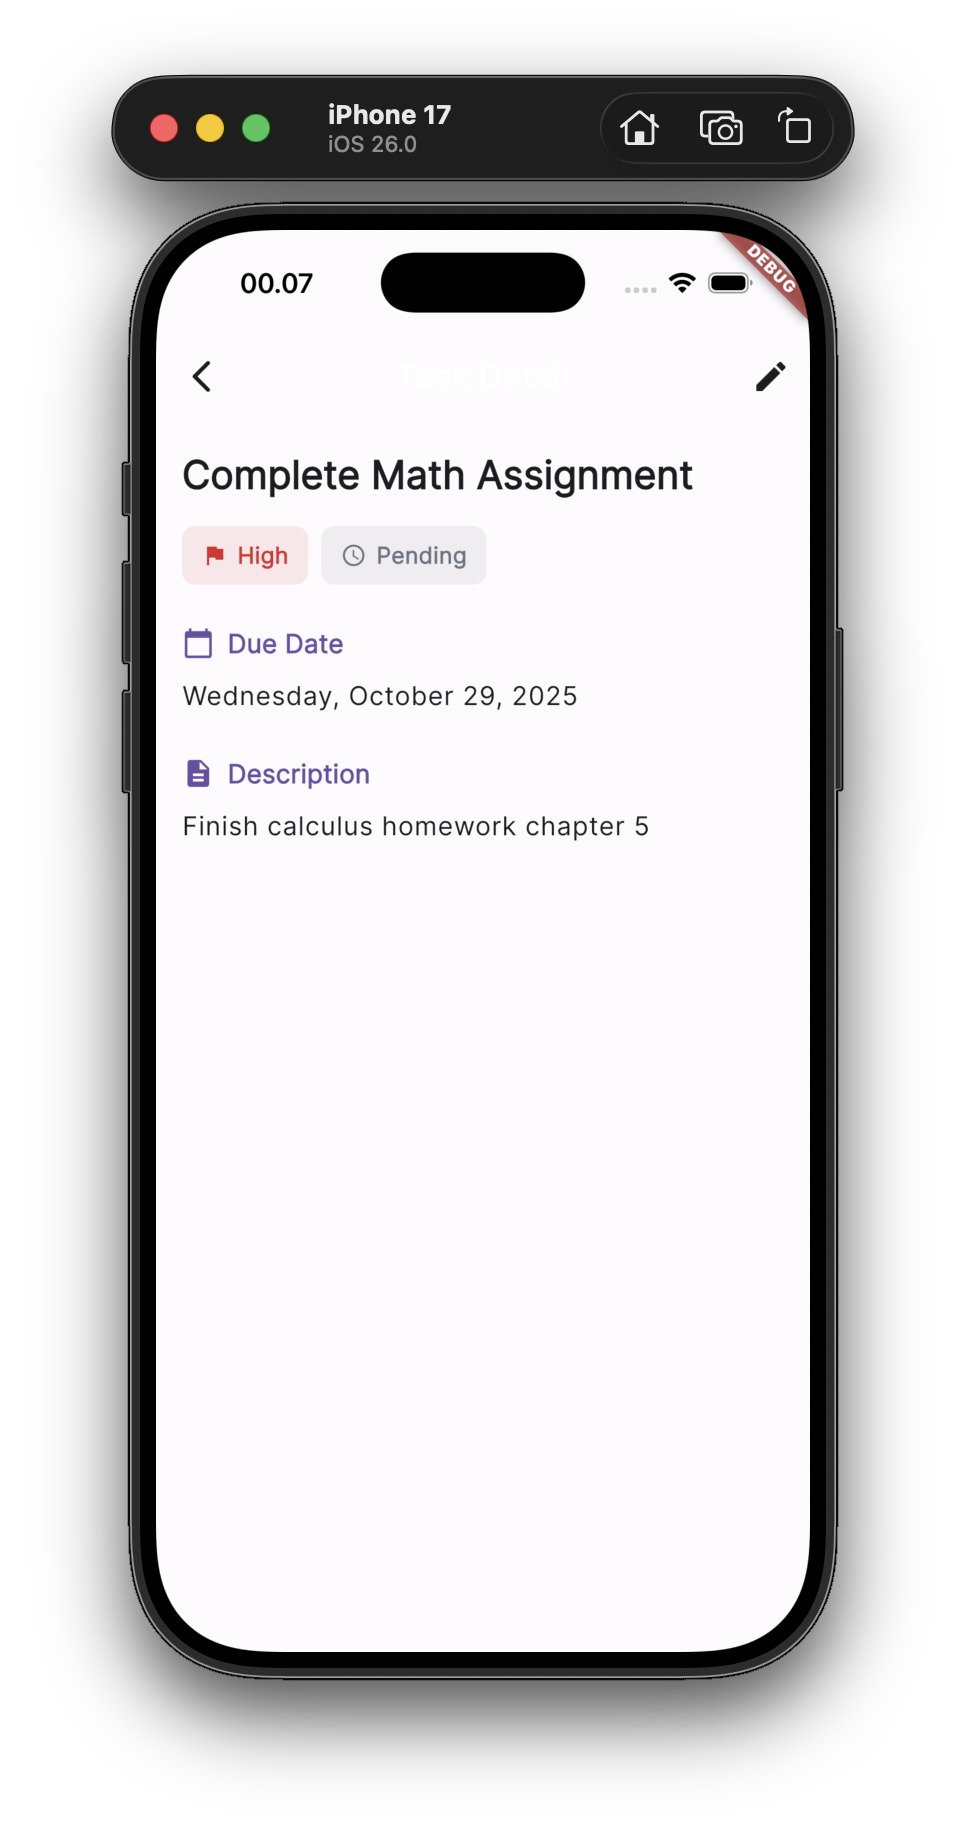 iPhone 17
iOS 26.0
00.07
DEBUG
Task Detail
Complete Math Assignment
High
Pending
Due Date
Wednesday, October 29, 2025
Description
Finish calculus homework chapter 5